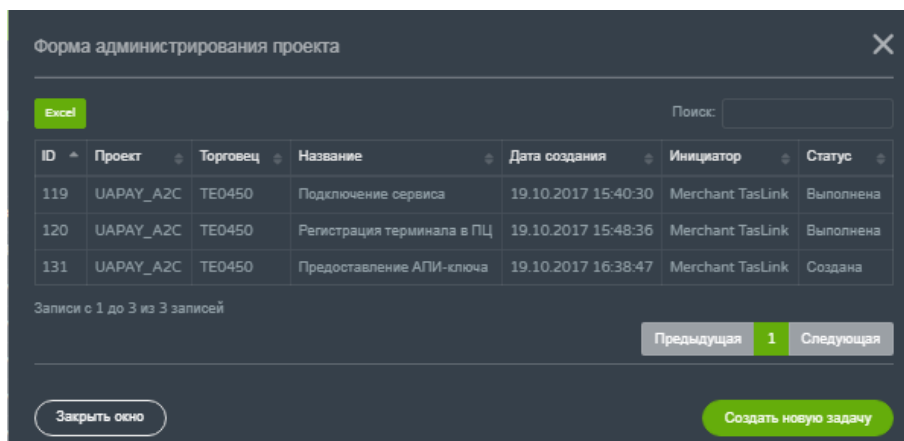 Форма администрирования проекта
Excel Поиск:
ID Проект Торговец Название Дата создания Инициатор Статус
119 UAPAY_A2C TE0450 Подключение сервиса 19.10.2017 15:40:30 Merchant TasLink Выполнена
120 UAPAY_A2C TE0450 Регистрация терминала в ПЦ 19.10.2017 15:48:36 Merchant TasLink Выполнена
131 UAPAY_A2C TE0450 Предоставление АПИ-ключа 19.10.2017 16:38:47 Merchant TasLink Создана
Записи с 1 до 3 из 3 записей
Предыдущая 1 Следующая
Закрыть окно Создать новую задачу